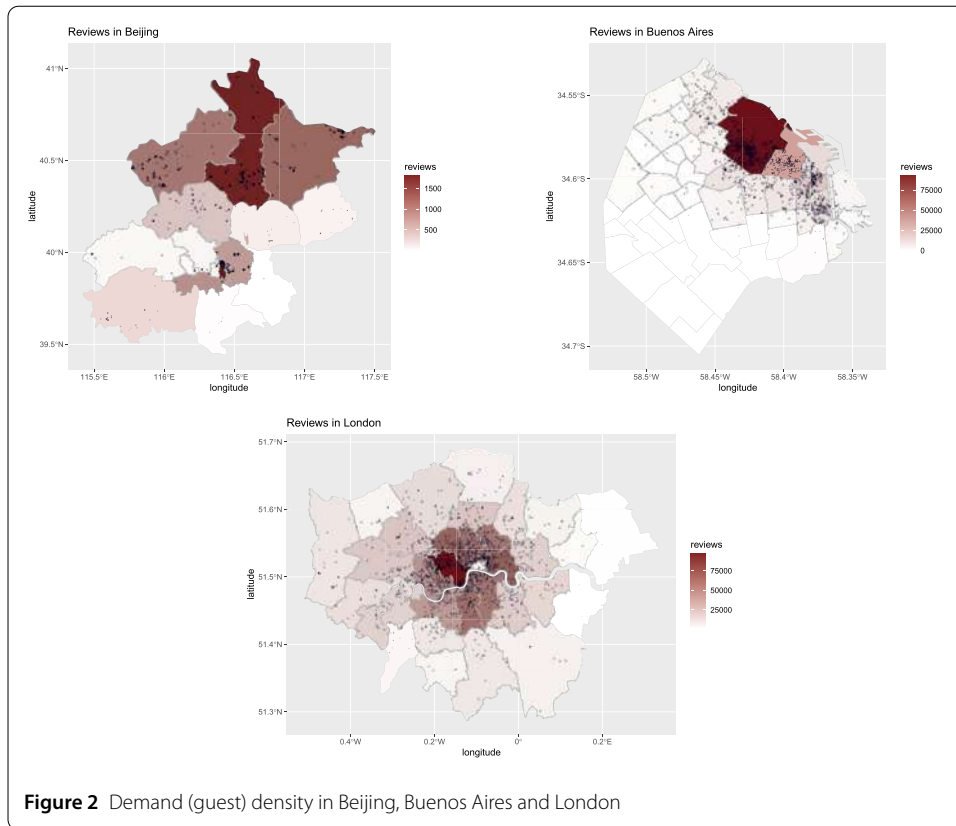 Reviews in Beijing
41°N
40.5°N
40°N
39.5°N
latitude
115.5°E 116°E 116.5°E 117°E 117.5°E
longitude
reviews
1500
1000
500
Reviews in Buenos Aires
34.55°S
34.6°S
34.65°S
34.7°S
latitude
58.5°W 58.45°W 58.4°W 58.35°W
longitude
reviews
75000
50000
25000
0
Reviews in London
51.7°N
51.6°N
51.5°N
51.4°N
51.3°N
latitude
0.4°W 0.2°W 0° 0.2°E
longitude
reviews
75000
50000
25000
Figure 2 Demand (guest) density in Beijing, Buenos Aires and London